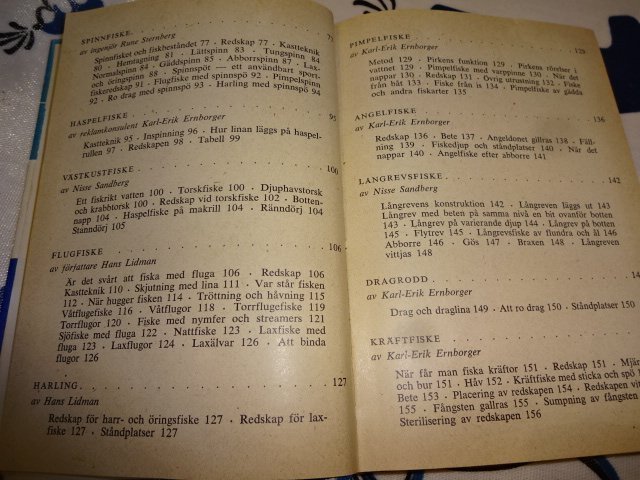 SPINNFISKE
av ingenjör Rune Sternberg
Spinnfisket och fiskbeståndet 77 · Redskap 77 · Kastteknik
80 · Hemtagning 81 · Lättspinn 83 · Tungspinn 84
Normalspinn 84 · Gäddspinn 85 · Abborrspinn 87 · Lax-
och öringspinn 88 · Spinnspöt — ett användbart sport-
fiskeredskap 91 · Flugfiske med spinnspö 92 · Pimpelspinn
92 · Ro drag med spinnspö 93 · Harling med spinnspö 94
HASPELFISKE 95
av reklamkonsulent Karl-Erik Ernborger
Kastteknik 95 · Inspinning 96 · Hur linan läggs på haspel-
rullen 97 · Redskapen 98 · Tabell 99
VÄSTKUSTFISKE 100
av Nisse Sandberg
Ett fiskrikt vatten 100 · Torskfiske 100 · Djuphavstorsk
och krabbtorsk 100 · Redskap vid torskfiske 102 · Botten-
napp 104 · Haspelfiske på makrill 104 · Ränndörj 104
Ståndörj 105
FLUGFISKE 106
av författare Hans Lidman
Är det svårt att fiska med fluga 106 · Redskap 106
Kastteknik 110 · Skjutning med lina 111 · Var står fisken
112 · När hugger fisken 114 · Tröttning och håvning 115
Våtflugefiske 116 · Våtflugor 118 · Torrflugefiske 119
Torrflugor 120 · Fiske med nymfer och streamers 121
Sjöfiske med fluga 122 · Nattfiske 123 · Laxfiske med
fluga 123 · Laxflugor 124 · Laxälvar 126 · Att binda
flugor 126
HARLING 127
av Hans Lidman
Redskap för harr- och öringsfiske 127 · Redskap för lax-
fiske 127 · Ståndplatser 127
PIMPELFISKE 129
av Karl-Erik Ernborger
Metod 129 · Pirkens funktion 129 · Pirkens rörelser i
vattnet 129 · Pimpelfiske med varppinne 130 · När det
nappar 130 · Redskap 131 · Övrig utrustning 132 · Fiske
från båt 133 · Fiske från is 134 · Pimpelfiske av gädda
och andra fiskarter 135
ANGELFISKE 136
av Karl-Erik Ernborger
Redskap 136 · Bete 137 · Angeldonet gillras 138 · Fäll-
ning 139 · Fiskedjup och ståndplatser 140 · När det
nappar 140 · Angelfiske efter abborre 141
LÅNGREVSFISKE 142
av Nisse Sandberg
Långrevens konstruktion 142 · Långreven läggs ut 143
Långrev med beten på samma nivå en bit ovanför botten
143 · Långrev på varierande djup 144 · Långrev på botten
145 · Flytrev 145 · Långrevsfiske av flundra och ål 146
Abborre 146 · Gös 147 · Braxen 148 · Långreven
vittjas 148
DRAGRODD
av Karl-Erik Ernborger
Drag och draglina 149 · Att ro drag 150 · Ståndplatser 150
KRÄFTFISKE
av Karl-Erik Ernborger
När får man fiska kräftor 151 · Redskap 151 · Mjär
och bur 151 · Håv 152 · Kräftfiske med sticka och spö
Bete 153 · Placering av redskapen 154 · Redskapen vit
155 · Fångsten gallras 155 · Sumpning av fångsten
Sterilisering av redskapen 156